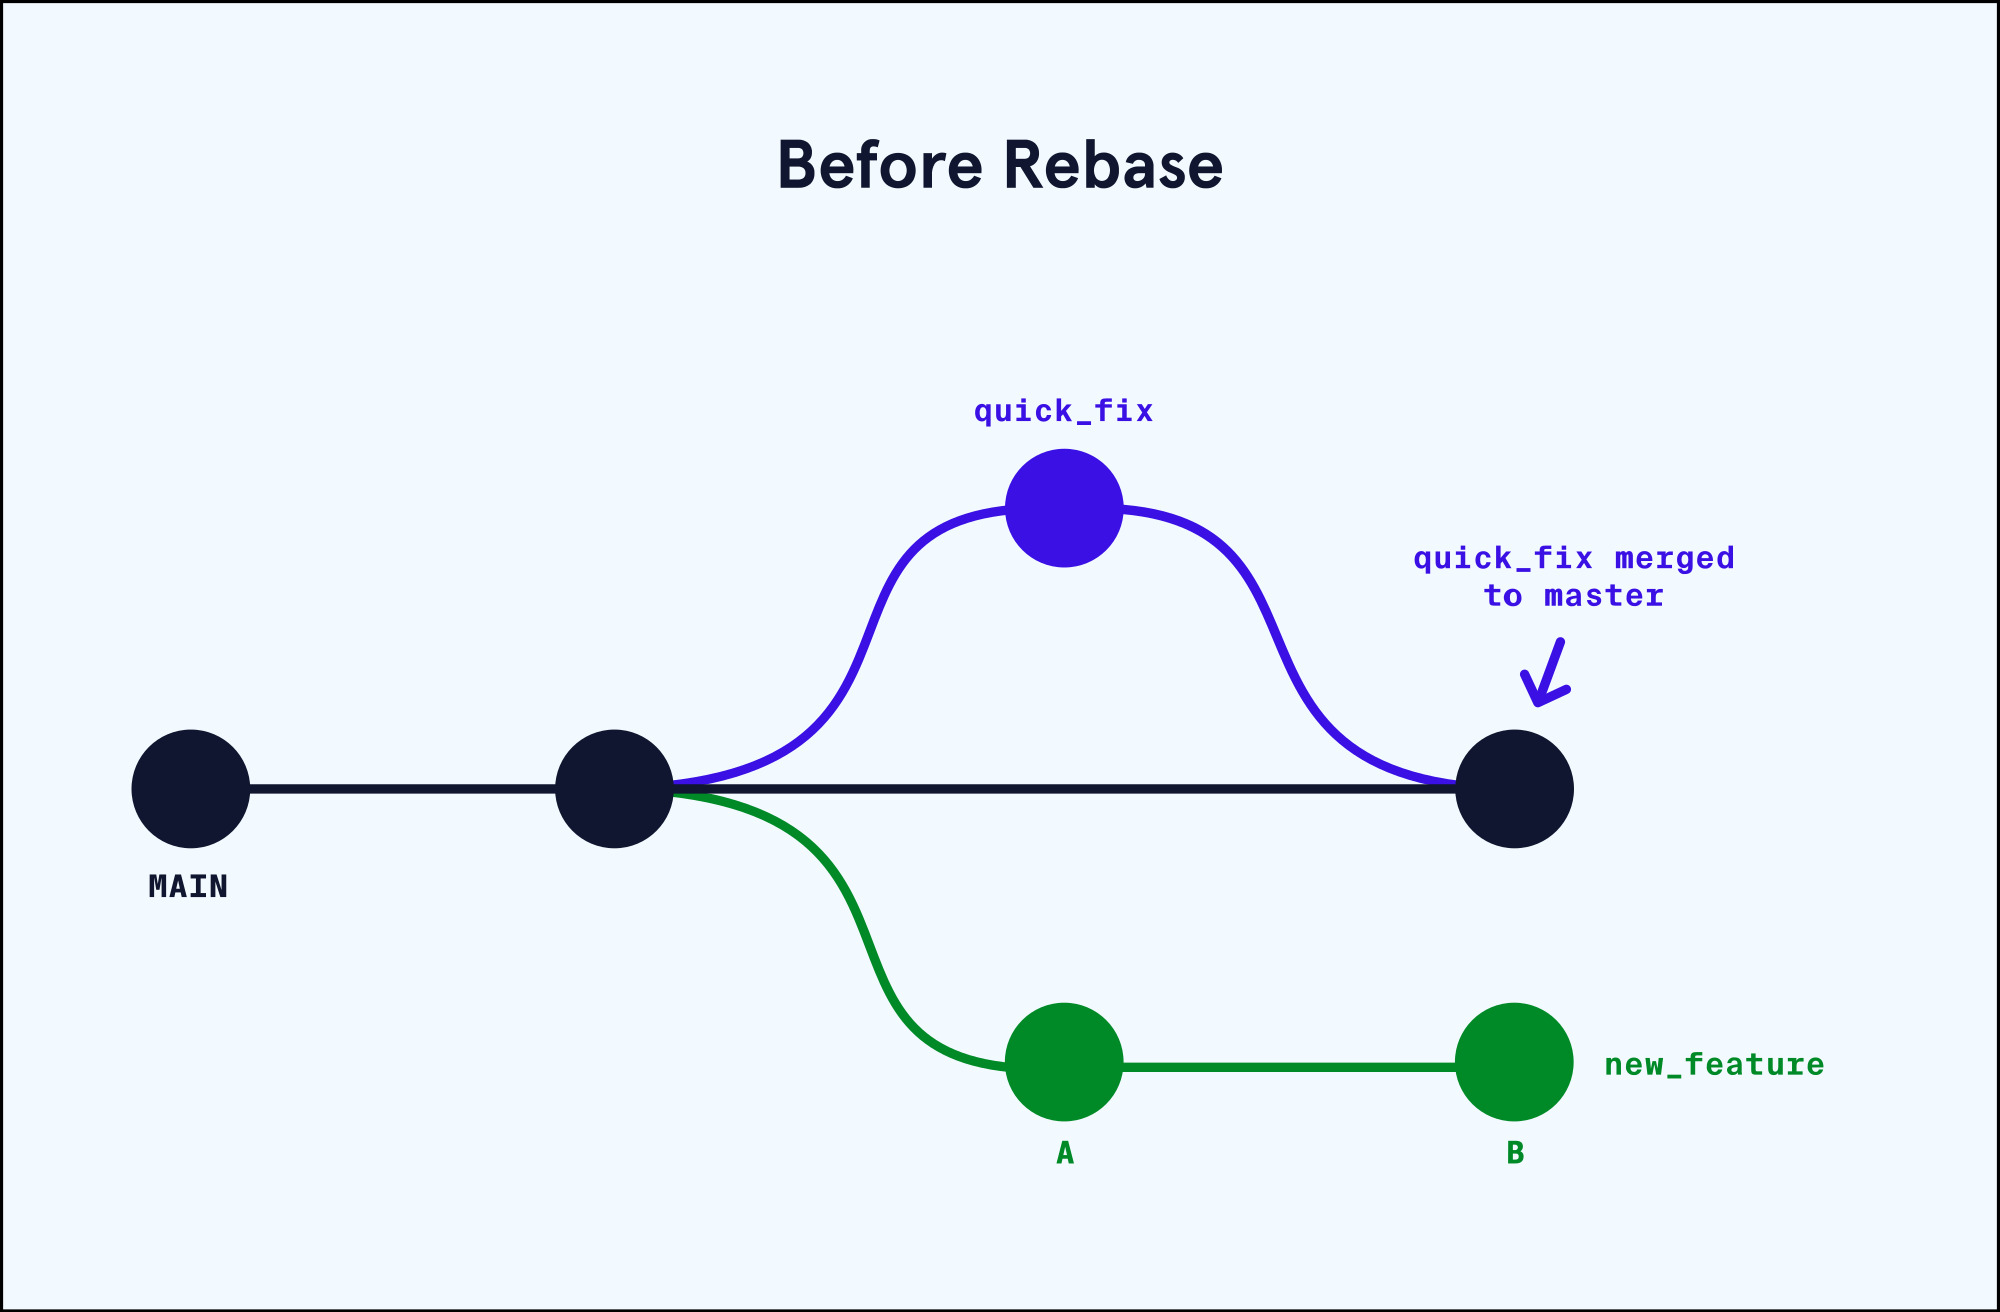 Before Rebase
quick_fix
quick_fix merged
to master
MAIN
new_feature
A
B